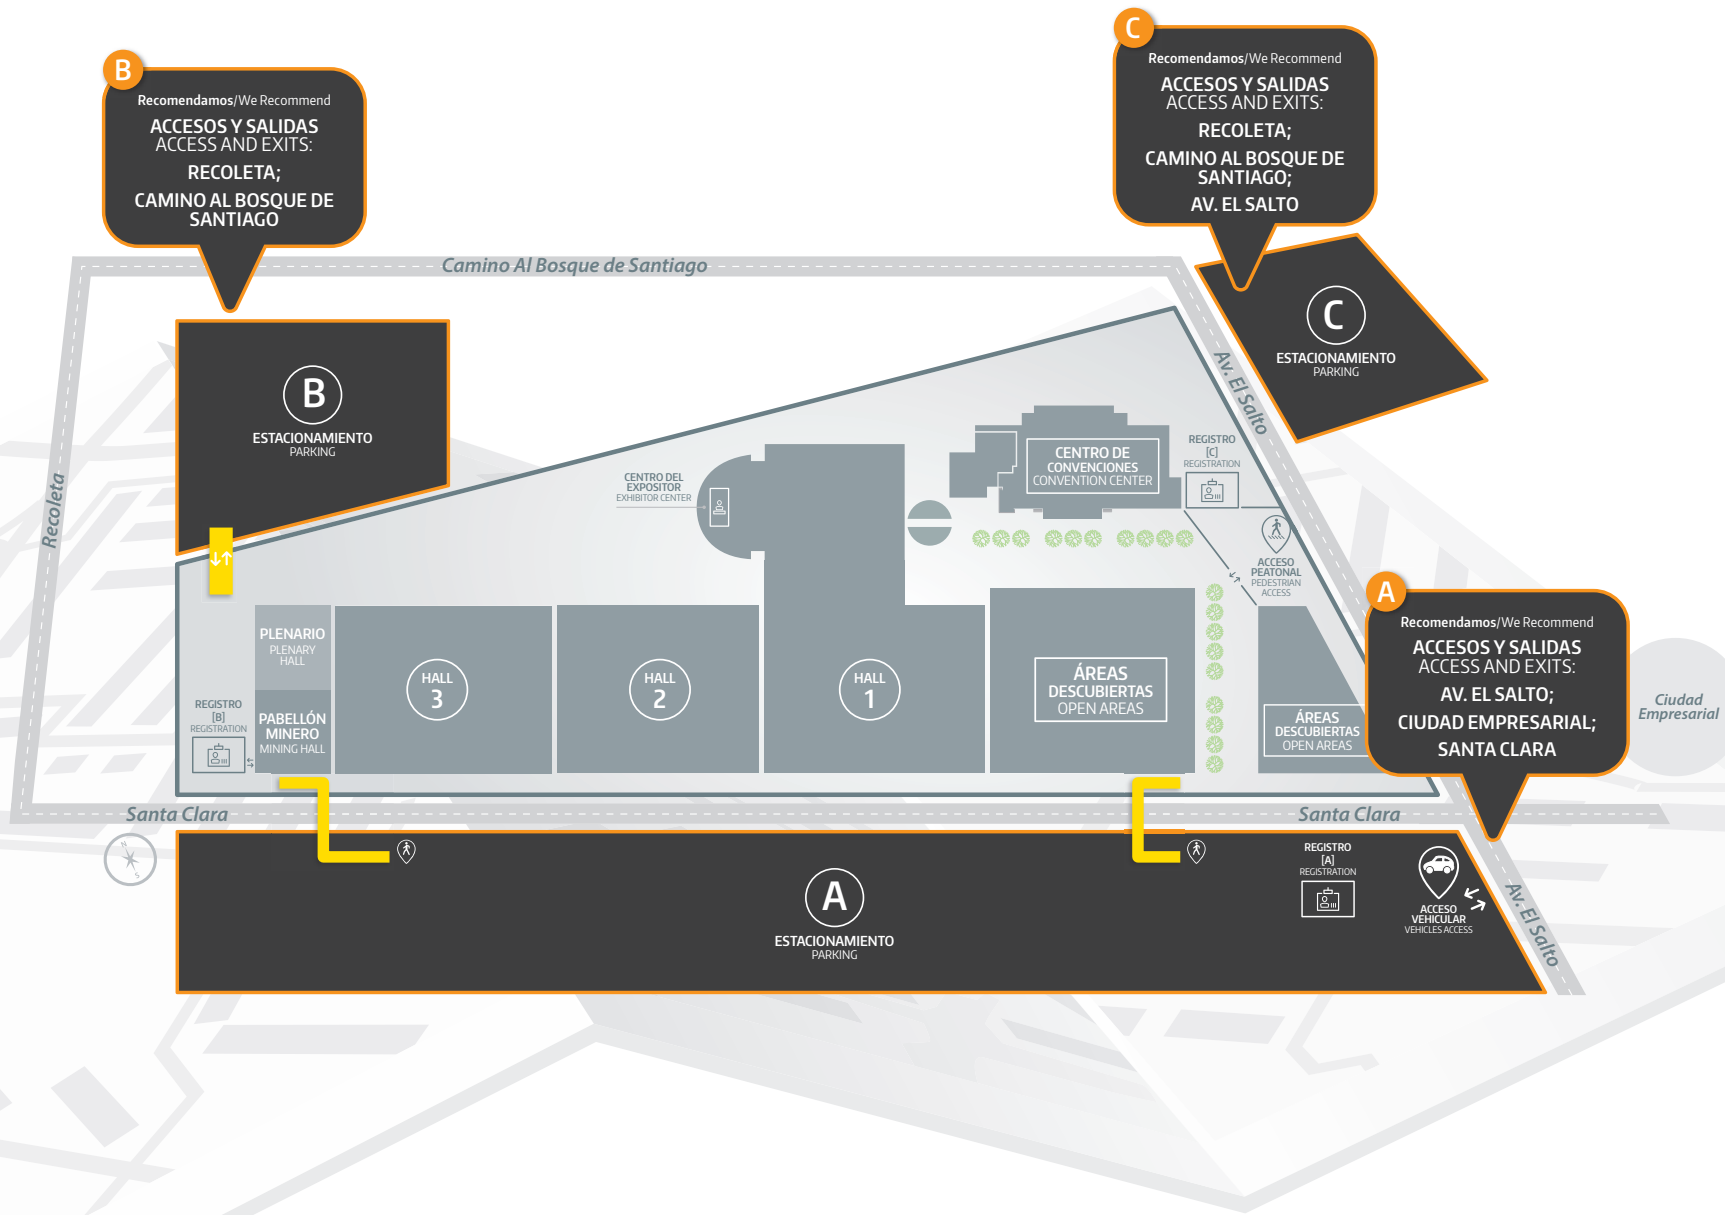 B
Recomendamos/We Recommend
ACCESOS Y SALIDAS
ACCESS AND EXITS:
RECOLETA;
CAMINO AL BOSQUE DE
SANTIAGO
C
Recomendamos/We Recommend
ACCESOS Y SALIDAS
ACCESS AND EXITS:
RECOLETA;
CAMINO AL BOSQUE DE
SANTIAGO;
AV. EL SALTO
Camino Al Bosque de Santiago
C
ESTACIONAMIENTO
PARKING
Av. El Salto
B
ESTACIONAMIENTO
PARKING
Recoleta
CENTRO DEL
EXPOSITOR
EXHIBITOR CENTER
CENTRO DE
CONVENCIONES
CONVENTION CENTER
REGISTRO
[C]
REGISTRATION
ACCESO
PEATONAL
PEDESTRIAN
ACCESS
A
Recomendamos/We Recommend
ACCESOS Y SALIDAS
ACCESS AND EXITS:
AV. EL SALTO;
CIUDAD EMPRESARIAL;
SANTA CLARA
Ciudad
Empresarial
PLENARIO
PLENARY
HALL
REGISTRO
[B]
REGISTRATION
PABELLÓN
MINERO
MINING HALL
HALL
3
HALL
2
HALL
1
ÁREAS
DESCUBIERTAS
OPEN AREAS
ÁREAS
DESCUBIERTAS
OPEN AREAS
Santa Clara
Santa Clara
N
S
A
ESTACIONAMIENTO
PARKING
REGISTRO
[A]
REGISTRATION
ACCESO
VEHICULAR
VEHICLES ACCESS
Av. El Salto